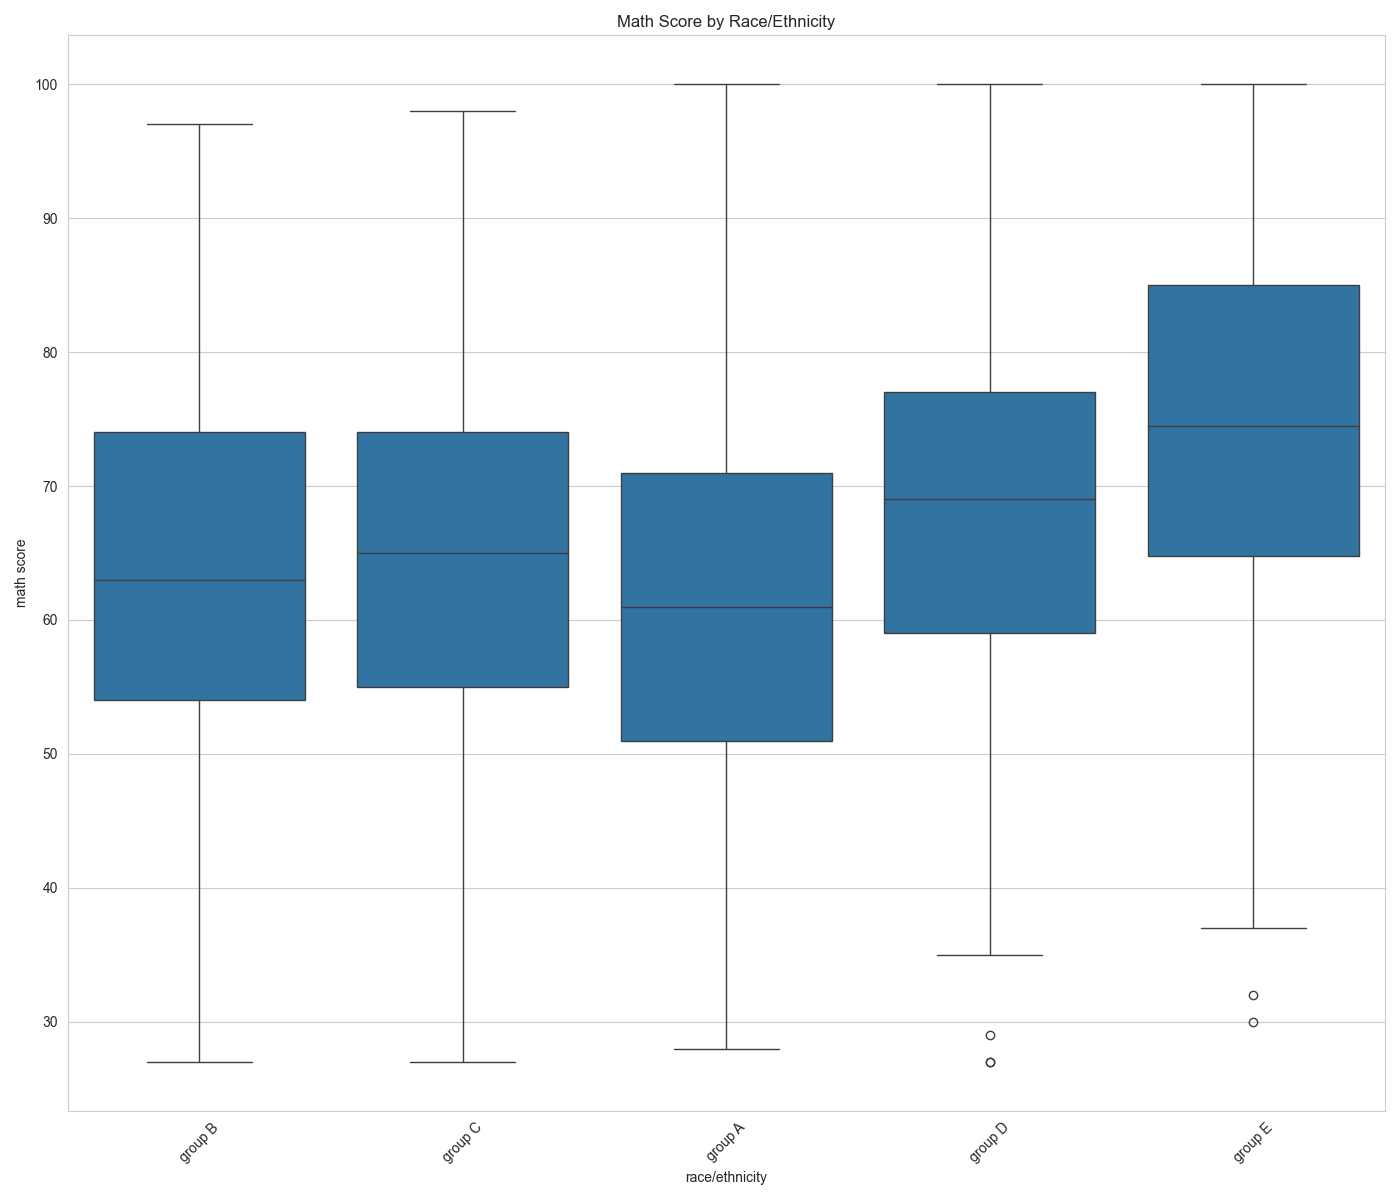 Math Score by Race/Ethnicity
100
90
80
70
60
50
40
30
math score
group B
group C
group A
group D
group E
race/ethnicity